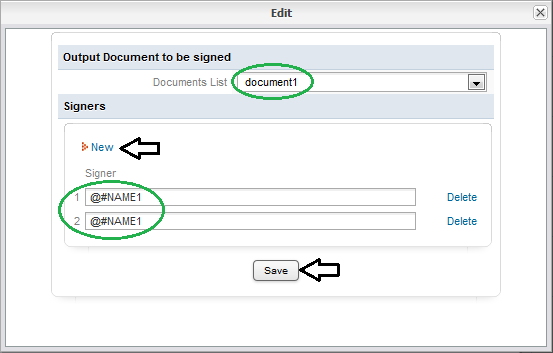 Edit
Output Document to be signed
Documents List document1
Signers
New
Signer
1 @#NAME1 Delete
2 @#NAME1 Delete
Save